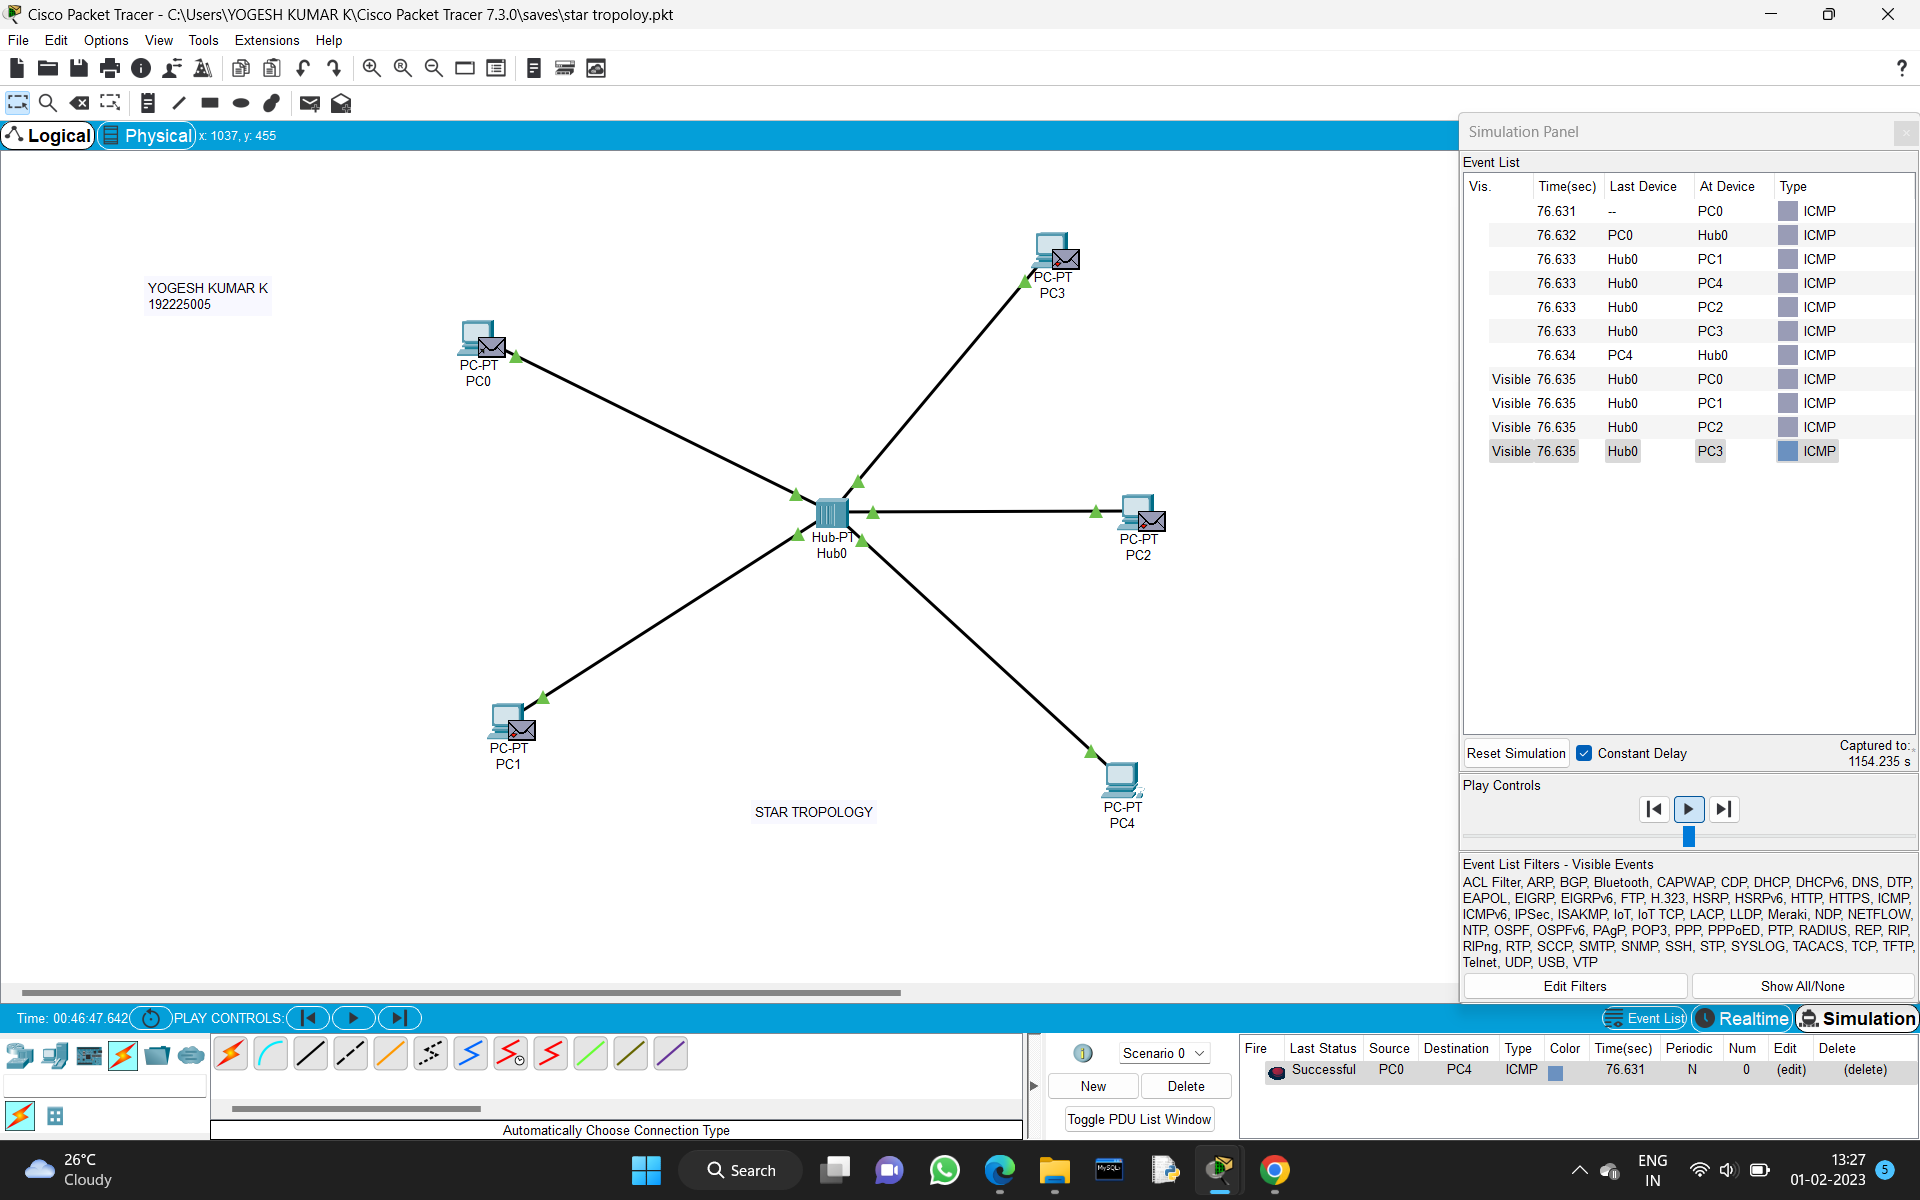 Cisco Packet Tracer - C:\Users\YOGESH KUMAR K\Cisco Packet Tracer 7.3.0\saves\star tropoloy.pkt
File Edit Options View Tools Extensions Help
?
Logical Physical x: 1037, y: 455
YOGESH KUMAR K
192225005
PC-PT
PC3
PC-PT
PC0
Hub-PT
Hub0
PC-PT
PC2
PC-PT
PC1
PC-PT
PC4
STAR TROPOLOGY
Simulation Panel
Event List
Vis. Time(sec) Last Device At Device Type
76.631 -- PC0 ICMP
76.632 PC0 Hub0 ICMP
76.633 Hub0 PC1 ICMP
76.633 Hub0 PC4 ICMP
76.633 Hub0 PC2 ICMP
76.633 Hub0 PC3 ICMP
76.634 PC4 Hub0 ICMP
Visible 76.635 Hub0 PC0 ICMP
Visible 76.635 Hub0 PC1 ICMP
Visible 76.635 Hub0 PC2 ICMP
Visible 76.635 Hub0 PC3 ICMP
Reset Simulation Constant Delay
Captured to:
1154.235 s
Play Controls
Event List Filters - Visible Events
ACL Filter, ARP, BGP, Bluetooth, CAPWAP, CDP, DHCP, DHCPv6, DNS, DTP,
EAPOL, EIGRP, EIGRPv6, FTP, H.323, HSRP, HSRPv6, HTTP, HTTPS, ICMP,
ICMPv6, IPSec, ISAKMP, IoT, IoT TCP, LACP, LLDP, Meraki, NDP, NETFLOW,
NTP, OSPF, OSPFv6, PAgP, POP3, PPP, PPPoED, PTP, RADIUS, REP, RIP,
RIPng, RTP, SCCP, SMTP, SNMP, SSH, STP, SYSLOG, TACACS, TCP, TFTP,
Telnet, UDP, USB, VTP
Edit Filters Show All/None
Time: 00:46:47.642 PLAY CONTROLS: Event List Realtime Simulation
Scenario 0
New Delete
Toggle PDU List Window
Fire Last Status Source Destination Type Color Time(sec) Periodic Num Edit Delete
Successful PC0 PC4 ICMP 76.631 N 0 (edit) (delete)
Automatically Choose Connection Type
26°C
Cloudy
Search
MySQL
ENG
IN
13:27
01-02-2023
5